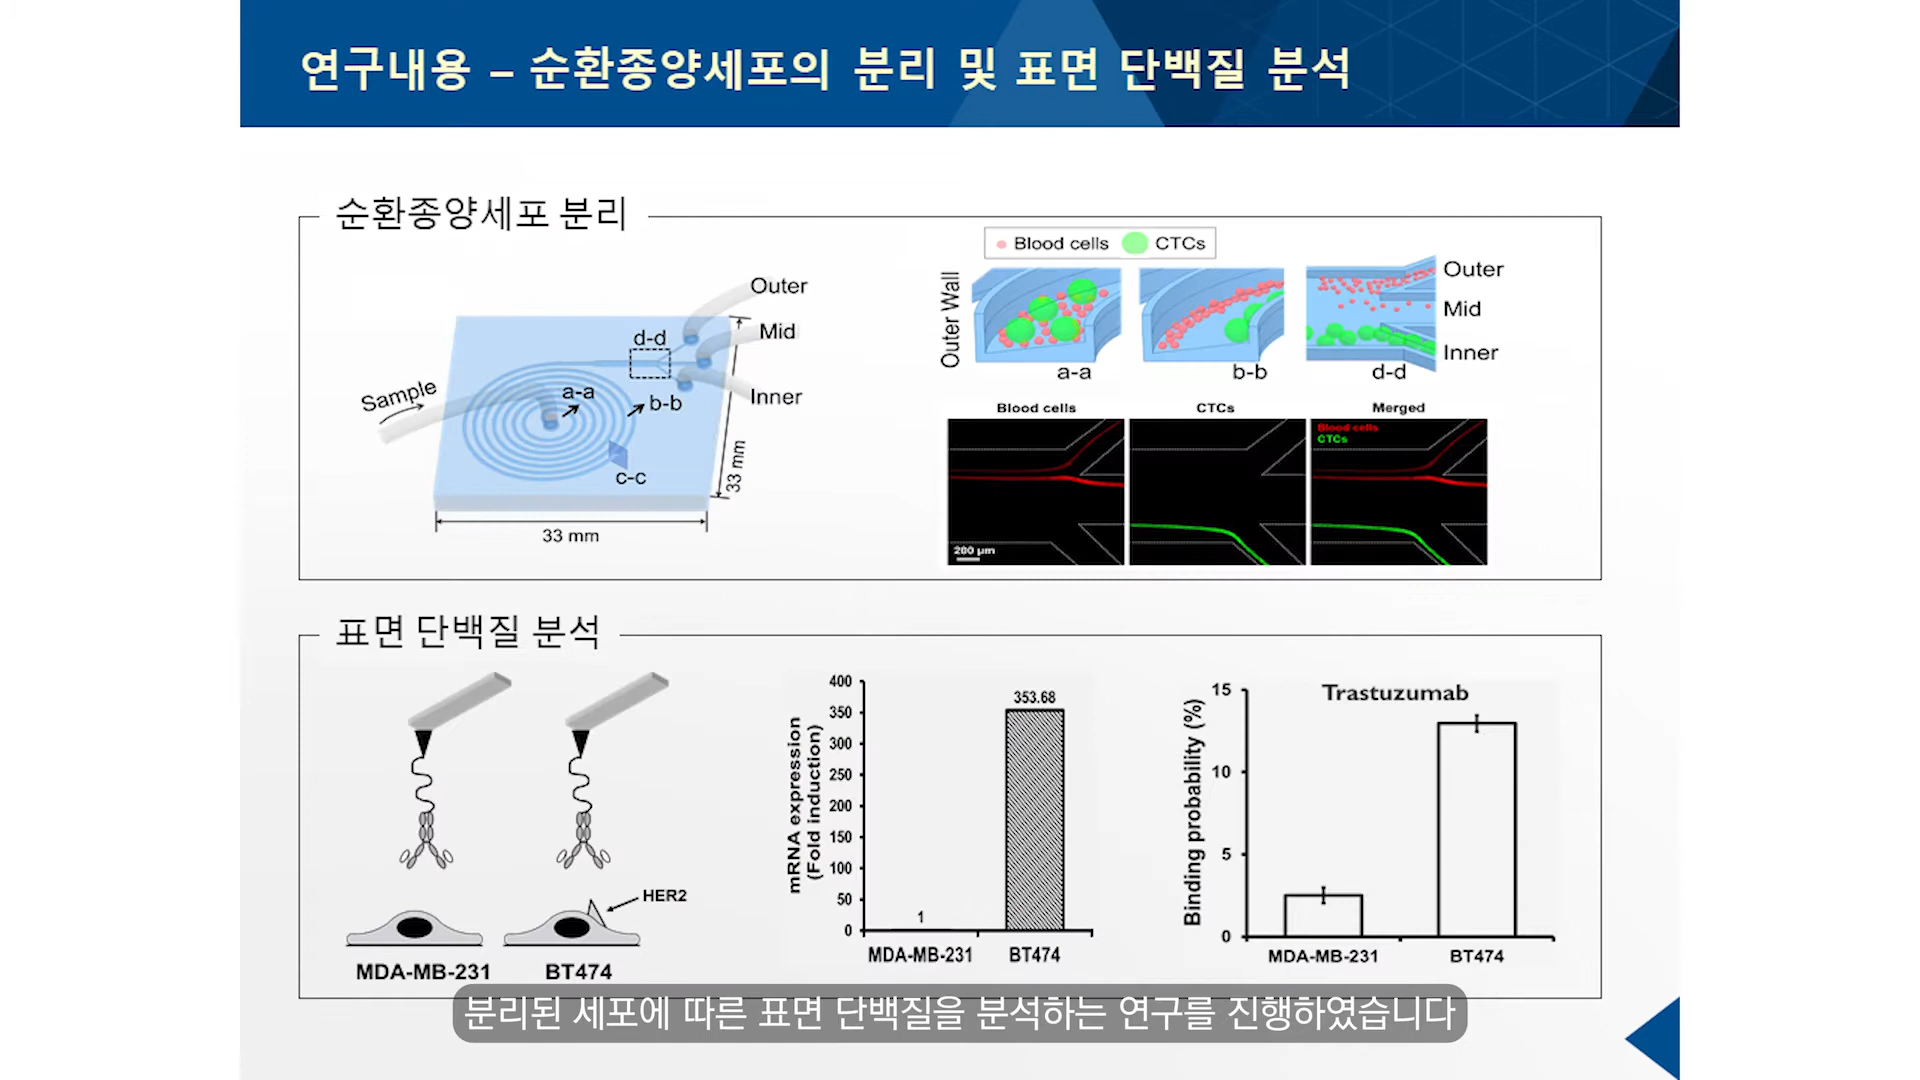 연구내용 – 순환종양세포의 분리 및 표면 단백질 분석
순환종양세포 분리
Sample
a-a
b-b
c-c
d-d
Outer
Mid
Inner
33 mm
33 mm
Blood cells
CTCs
Outer Wall
a-a
b-b
d-d
Outer
Mid
Inner
Blood cells
CTCs
Merged
Blood cells
CTCs
200 μm
표면 단백질 분석
HER2
MDA-MB-231
BT474
mRNA expression
(Fold induction)
400
350
300
250
200
150
100
50
0
1
353.68
MDA-MB-231
BT474
Trastuzumab
Binding probability (%)
15
10
5
0
MDA-MB-231
BT474
분리된 세포에 따른 표면 단백질을 분석하는 연구를 진행하였습니다